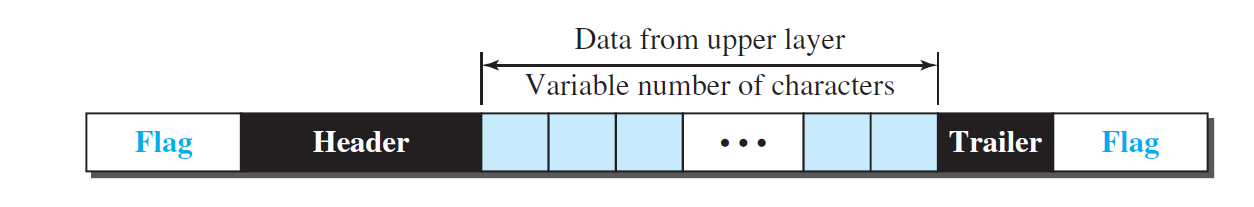 Data from upper layer
Variable number of characters
Flag Header • • • Trailer Flag